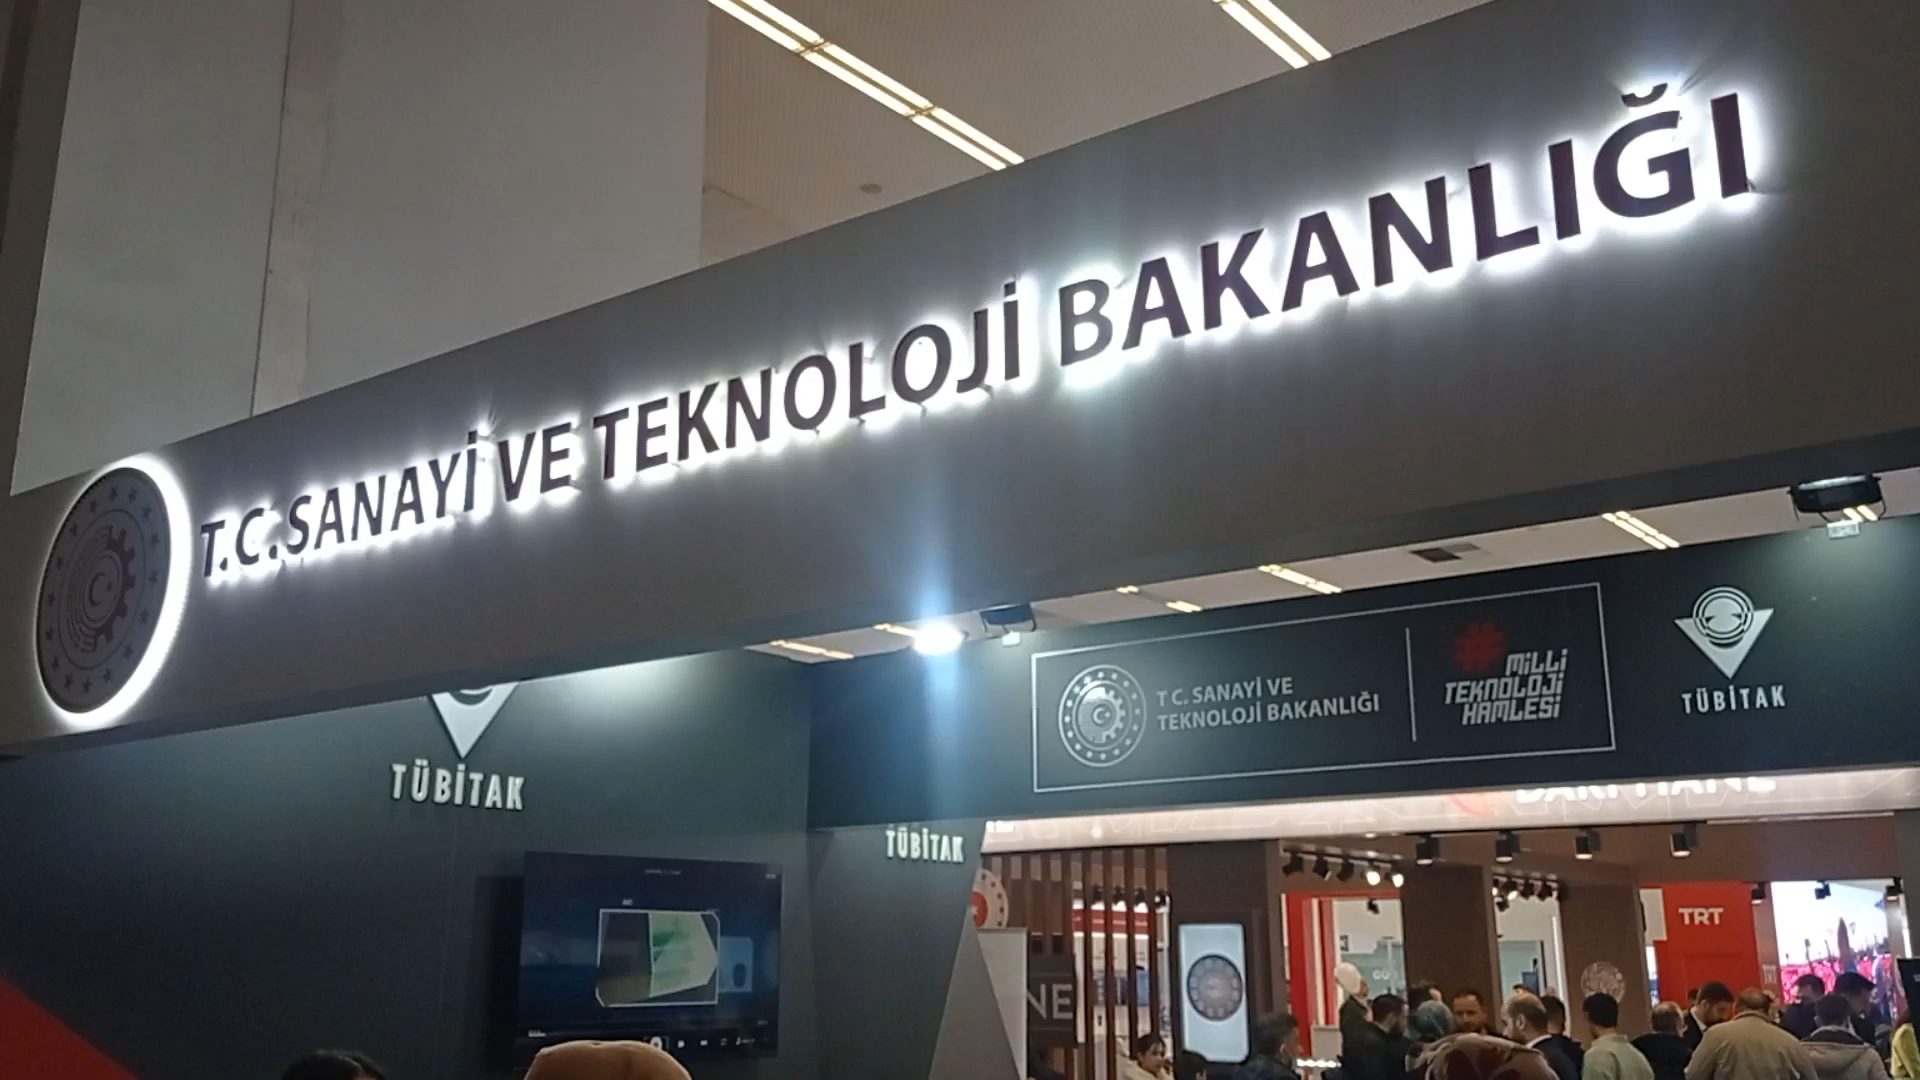 T.C. SANAYİ VE TEKNOLOJİ BAKANLIĞI
T.C. SANAYİ VE
TEKNOLOJİ BAKANLIĞI
#
MİLLİ
TEKNOLOJİ
HAMLESİ
TÜBİTAK
TÜBİTAK
TÜBİTAK
TRT
NE